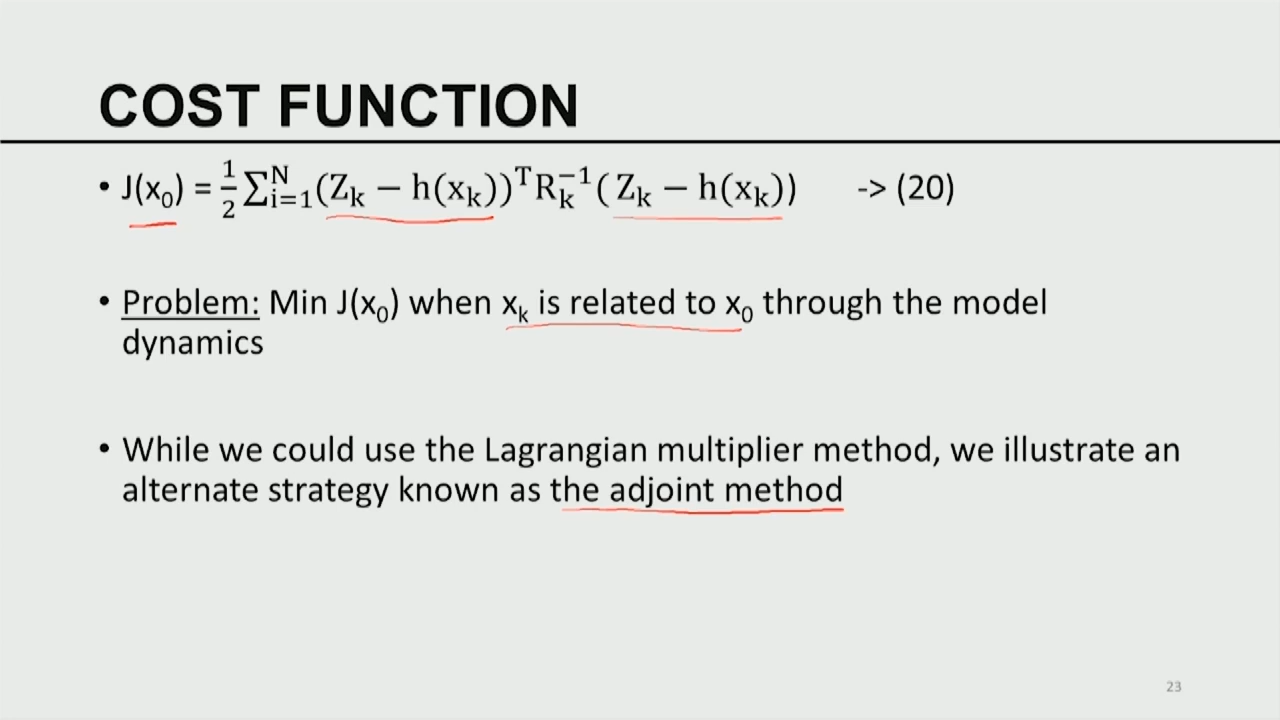 COST FUNCTION
• J(x₀) = ½∑ᵢ₌₁ᴺ(Zₖ − h(xₖ))ᵀRₖ⁻¹(Zₖ − h(xₖ)) -> (20)
• Problem: Min J(x₀) when xₖ is related to x₀ through the model
dynamics
• While we could use the Lagrangian multiplier method, we illustrate an
alternate strategy known as the adjoint method
23